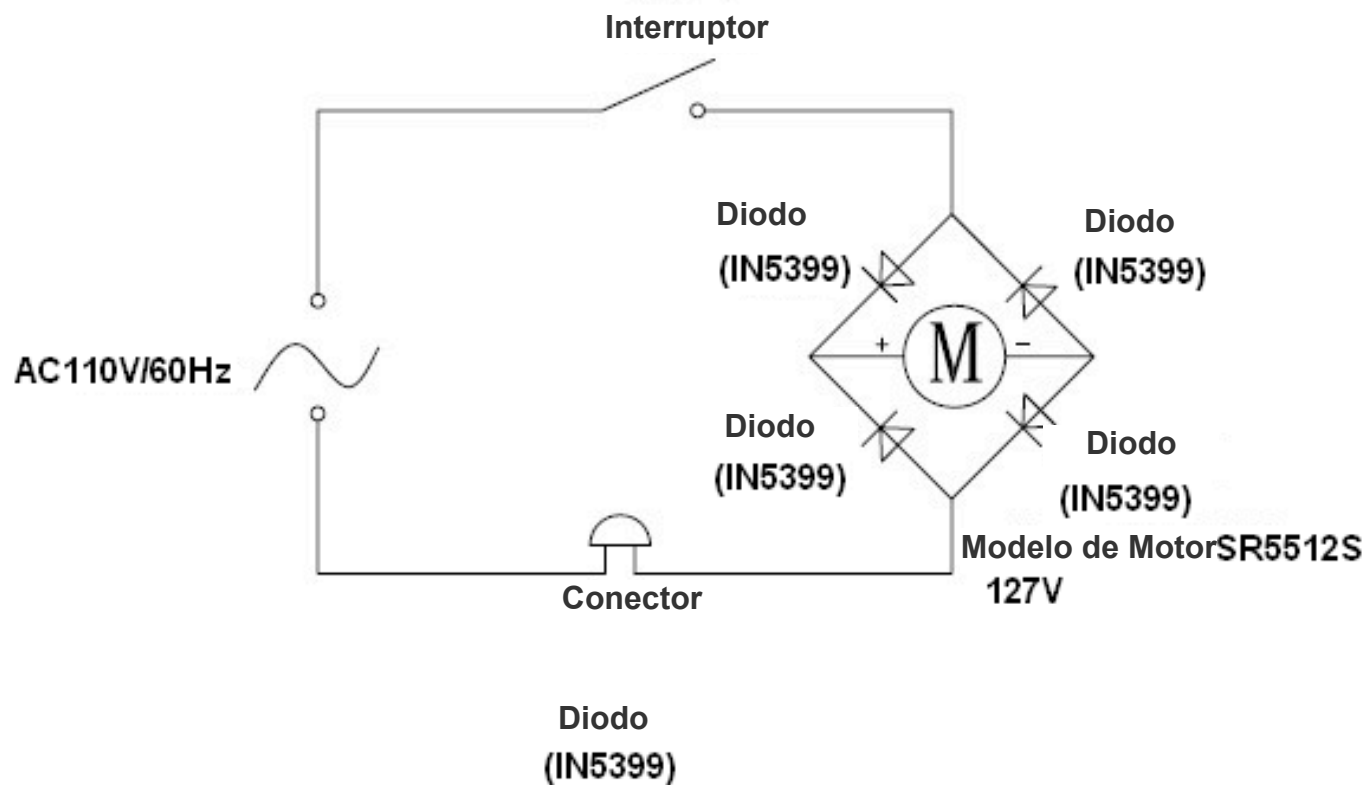 Interruptor
Diodo
(IN5399)
Diodo
(IN5399)
AC110V/60Hz
+
M
−
Diodo
(IN5399)
Diodo
(IN5399)
Modelo de MotorSR5512S
127V
Conector
Diodo
(IN5399)